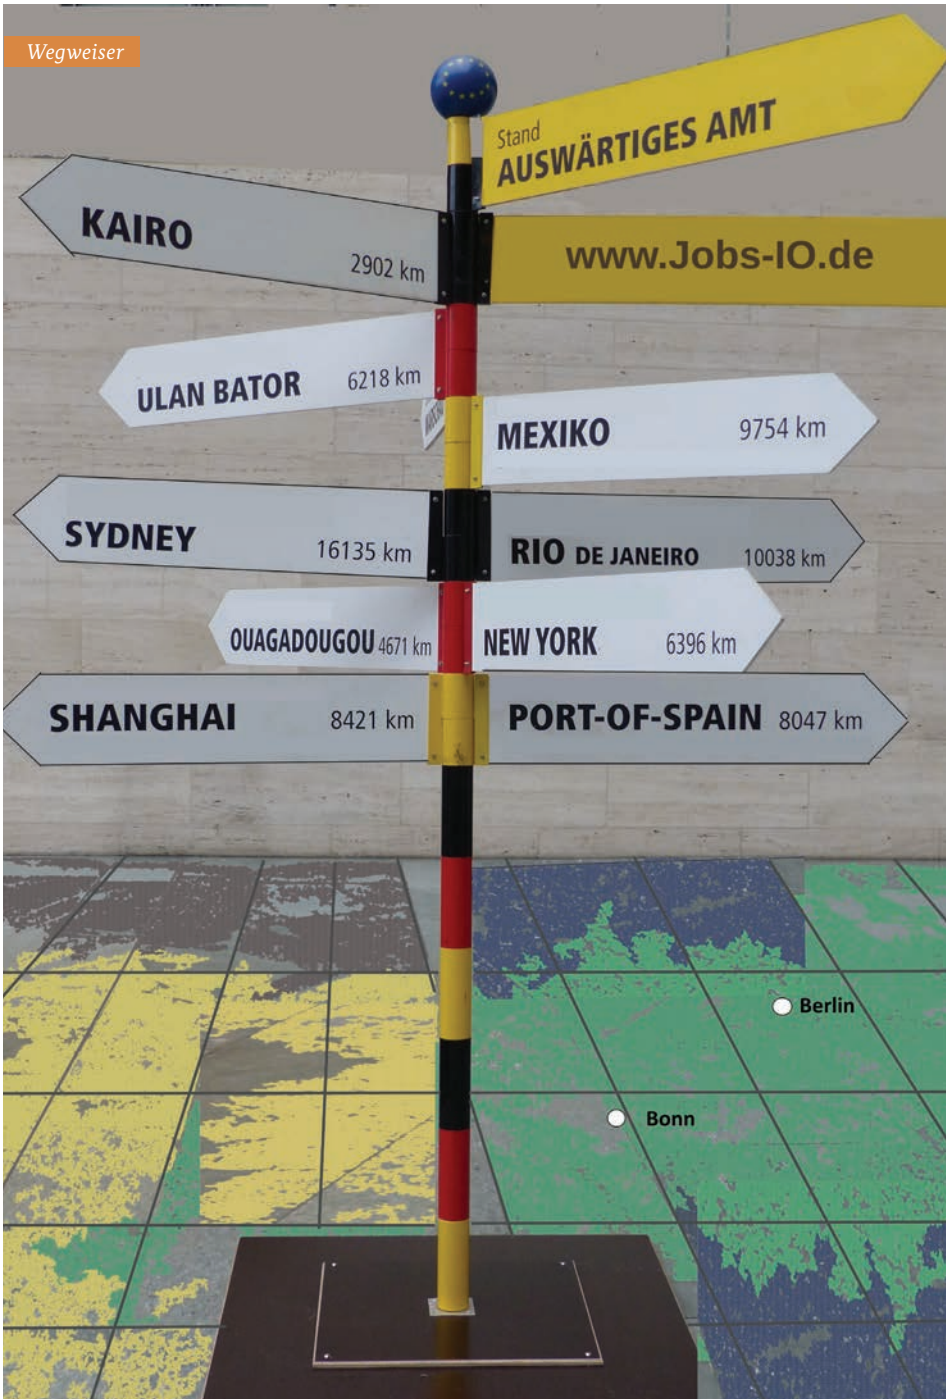 Wegweiser
Stand
AUSWÄRTIGES AMT
KAIRO
2902 km
www.Jobs-IO.de
ULAN BATOR 6218 km
MEXIKO 9754 km
SYDNEY 16135 km
RIO DE JANEIRO 10038 km
OUAGADOUGOU 4671 km
NEW YORK 6396 km
SHANGHAI 8421 km
PORT-OF-SPAIN 8047 km
Berlin
Bonn